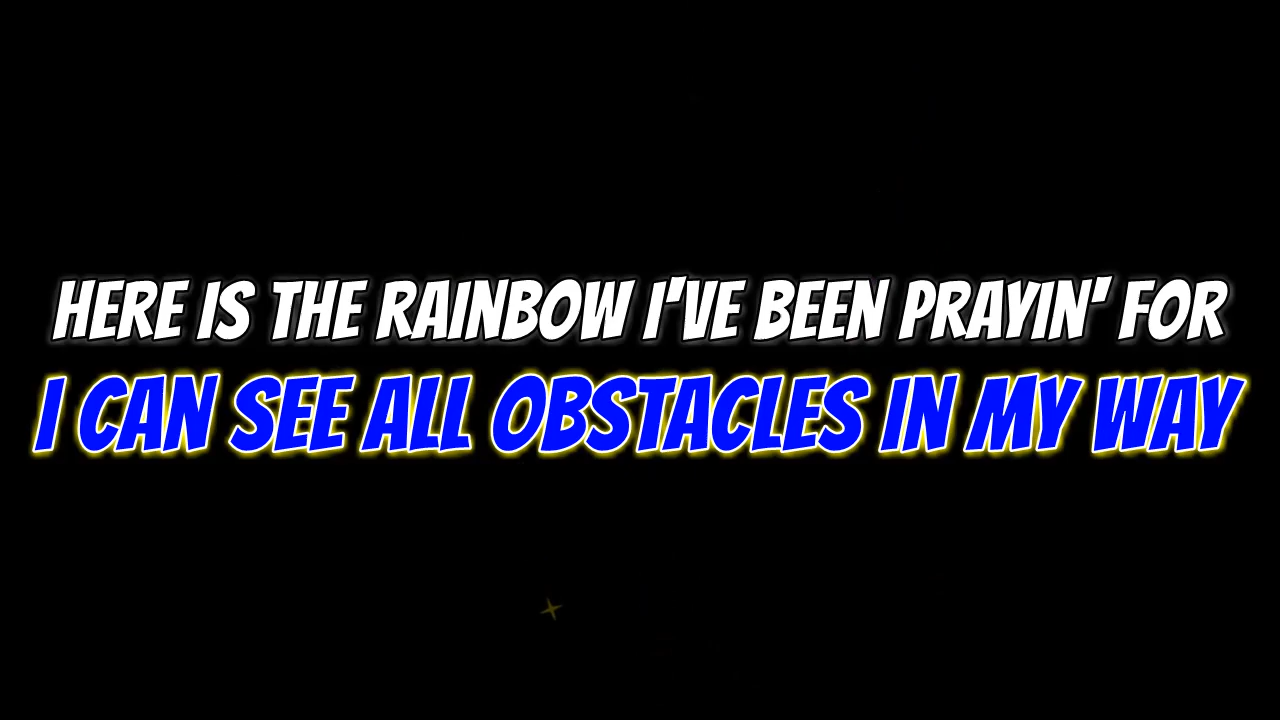 HERE IS THE RAINBOW I'VE BEEN PRAYIN' FOR
I CAN SEE ALL OBSTACLES IN MY WAY